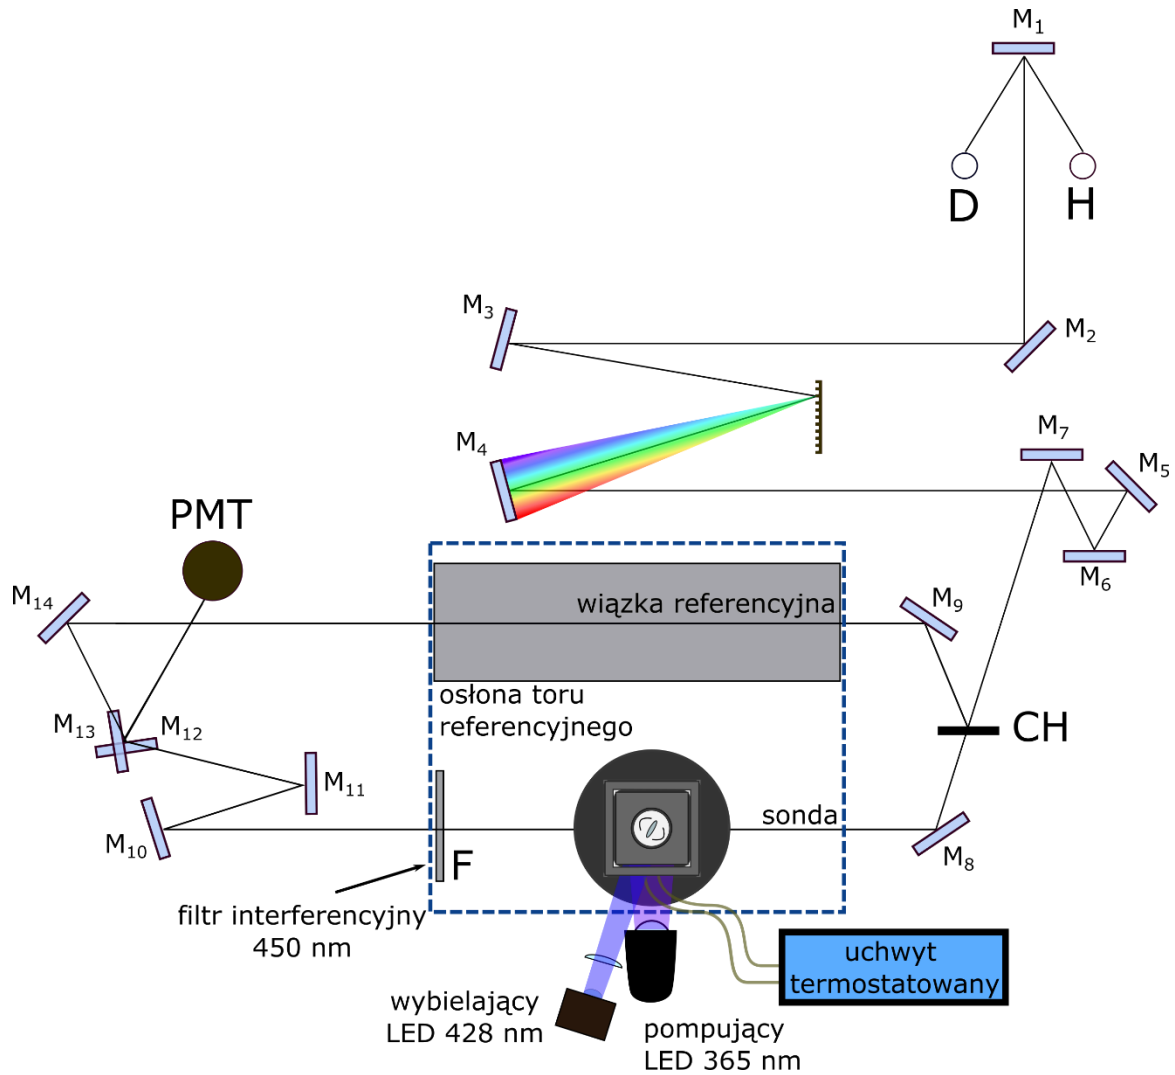 M1
D
H
M3
M2
M4
M7
M5
M6
PMT
M14
M9
wiązka referencyjna
osłona toru
referencyjnego
M13
M12
CH
M11
M10
F
sonda
M8
filtr interferencyjny
450 nm
uchwyt
termostatowany
wybielający
LED 428 nm
pompujący
LED 365 nm